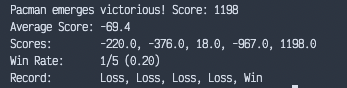 Pacman emerges victorious! Score: 1198
Average Score: -69.4
Scores:        -220.0, -376.0, 18.0, -967.0, 1198.0
Win Rate:      1/5 (0.20)
Record:        Loss, Loss, Loss, Loss, Win